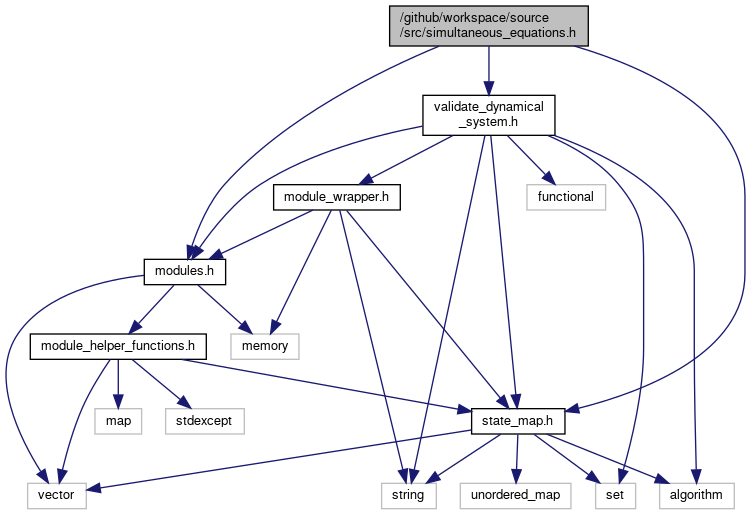 /github/workspace/source
/src/simultaneous_equations.h
validate_dynamical
_system.h
module_wrapper.h
functional
modules.h
module_helper_functions.h
memory
map
stdexcept
state_map.h
vector
string
unordered_map
set
algorithm